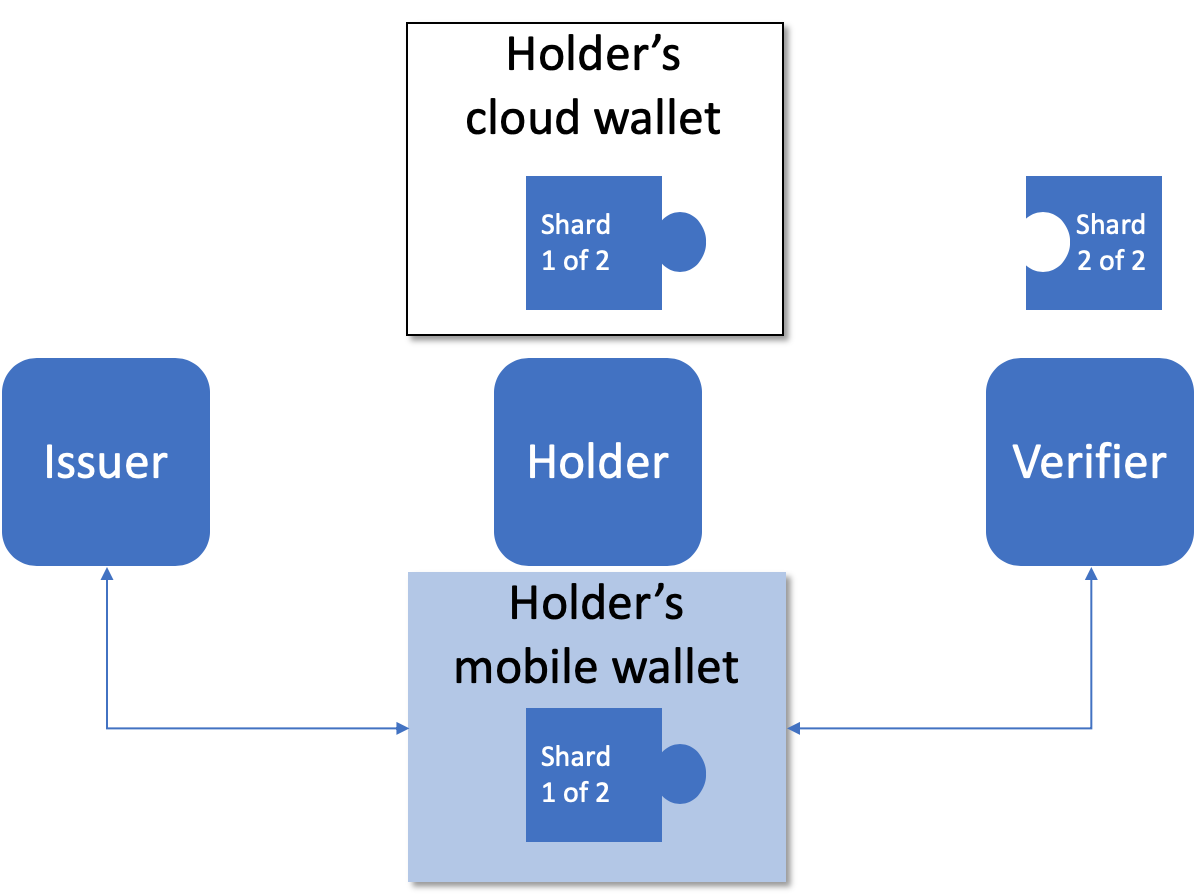 Holder’s
cloud wallet
Shard
1 of 2
Shard
2 of 2
Issuer
Holder
Verifier
Holder’s
mobile wallet
Shard
1 of 2